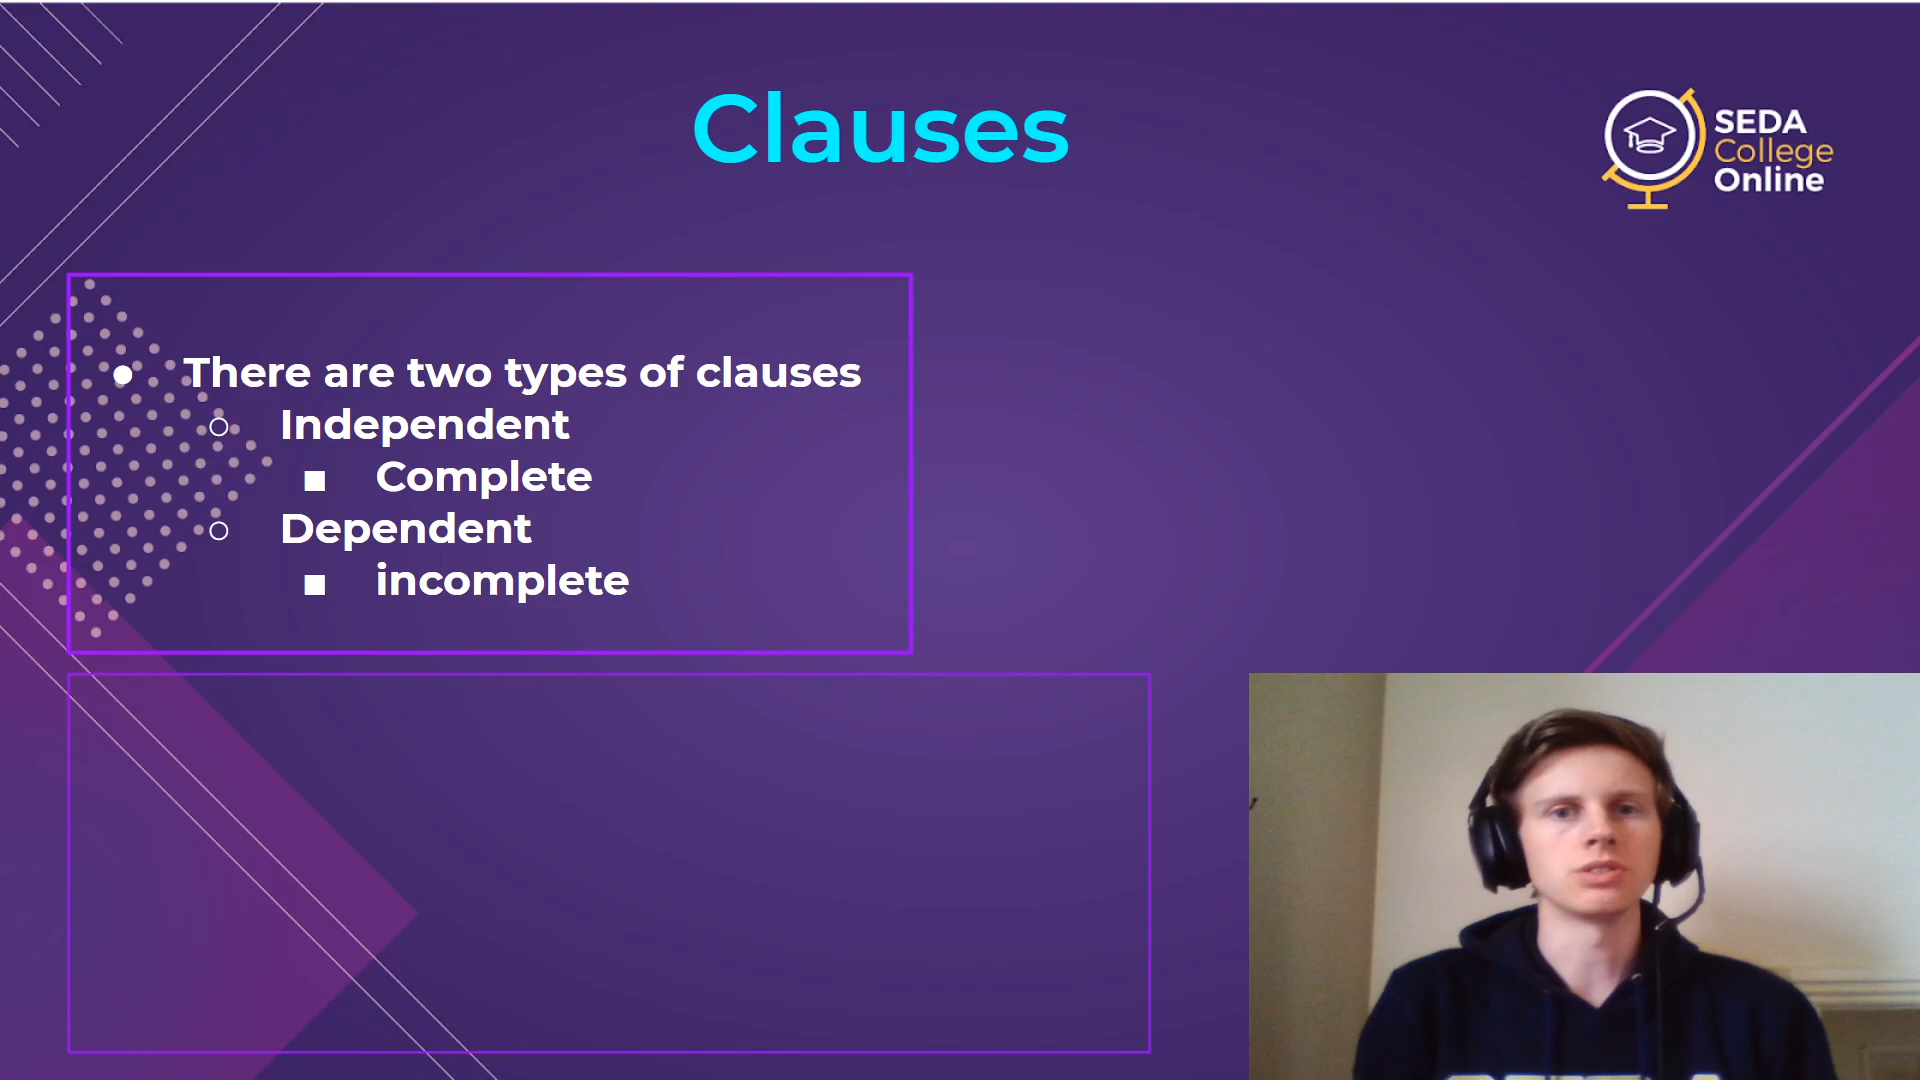 Clauses
SEDA
College
Online
There are two types of clauses
Independent
Complete
Dependent
incomplete